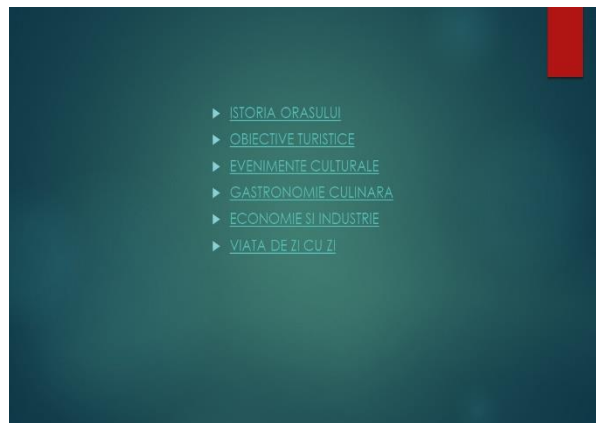 ISTORIA ORASULUI
OBIECTIVE TURISTICE
EVENIMENTE CULTURALE
GASTRONOMIE CULINARA
ECONOMIE SI INDUSTRIE
VIATA DE ZI CU ZI